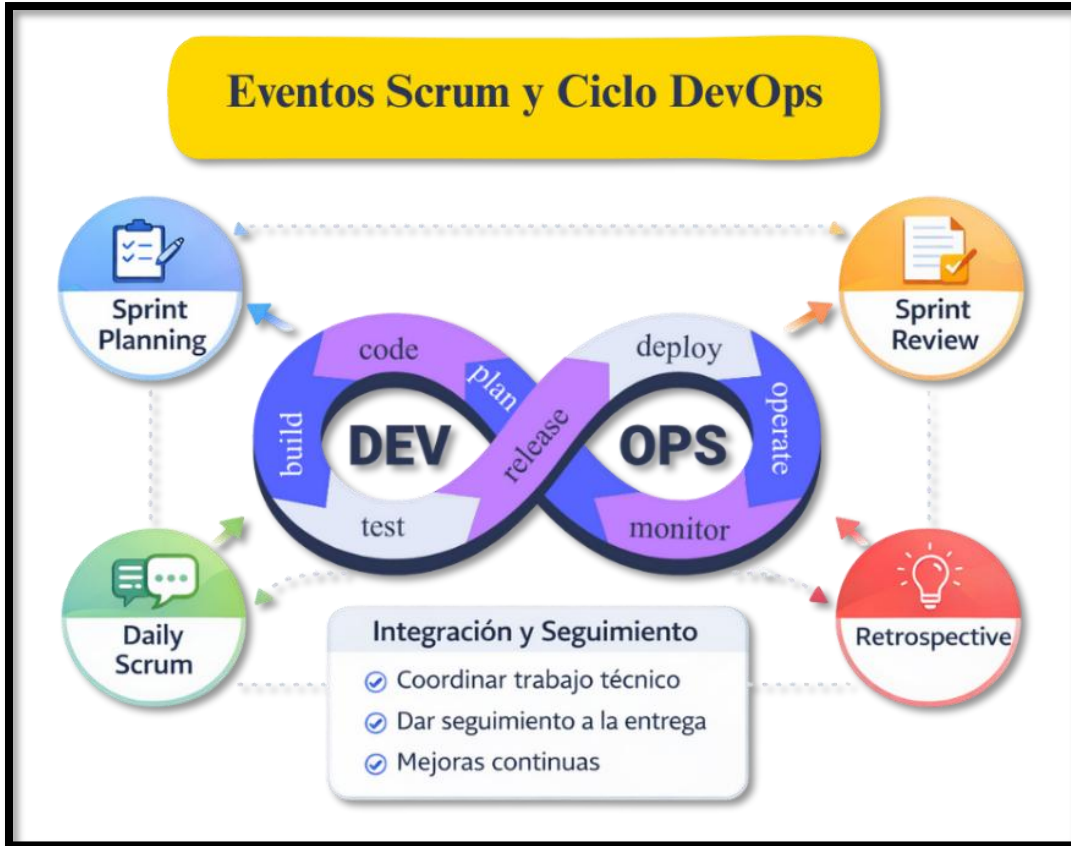 Eventos Scrum y Ciclo DevOps
Sprint
Planning
Sprint
Review
code
plan
deploy
build
DEV
release
OPS
operate
test
monitor
Daily
Scrum
Retrospective
Integración y Seguimiento
Coordinar trabajo técnico
Dar seguimiento a la entrega
Mejoras continuas